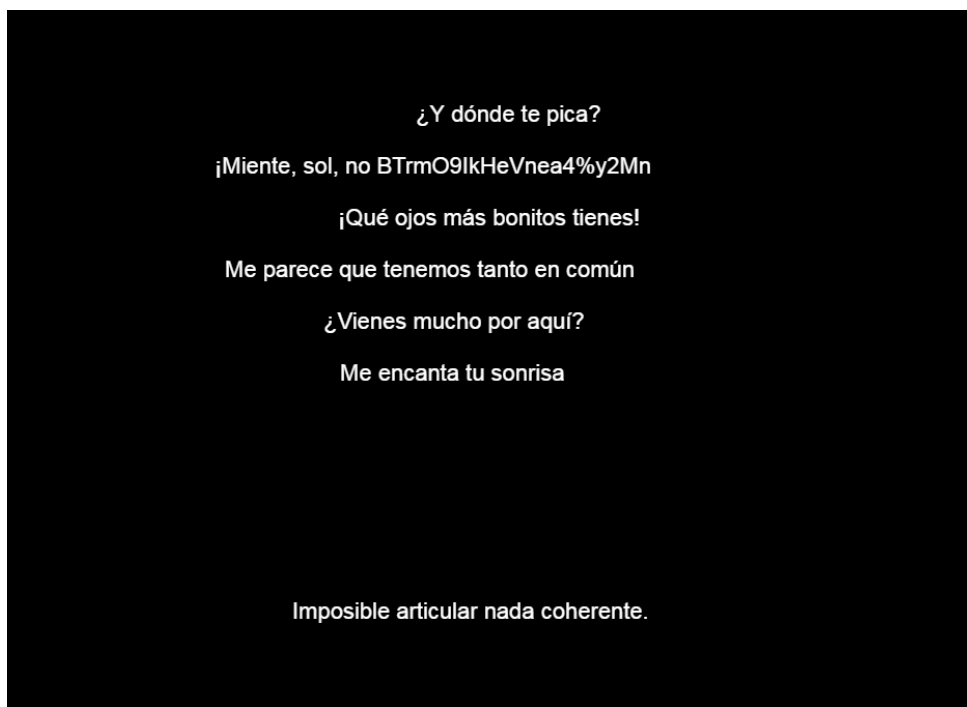 ¿Y dónde te pica?
¡Miente, sol, no BTrmO9IkHeVnea4%y2Mn
¡Qué ojos más bonitos tienes!
Me parece que tenemos tanto en común
¿Vienes mucho por aquí?
Me encanta tu sonrisa
Imposible articular nada coherente.